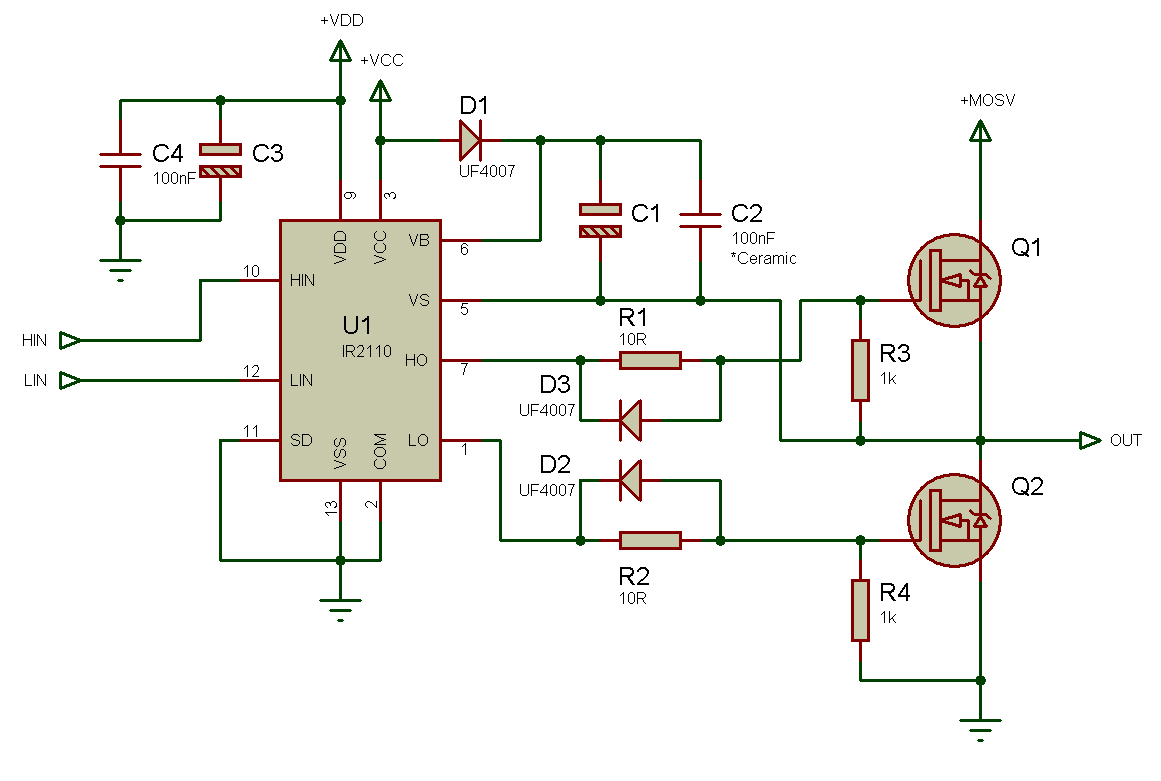 +VDD
+VCC
D1
UF4007
+MOSV
C4
100nF
C3
9
3
VDD
VCC
VB
6
C1
C2
100nF
*Ceramic
Q1
10
HIN
VS
5
U1
IR2110
R1
10R
HIN
HO
7
R3
1k
LIN
12
LIN
D3
UF4007
11
SD
VSS
COM
LO
1
OUT
D2
UF4007
Q2
13
2
R2
10R
R4
1k